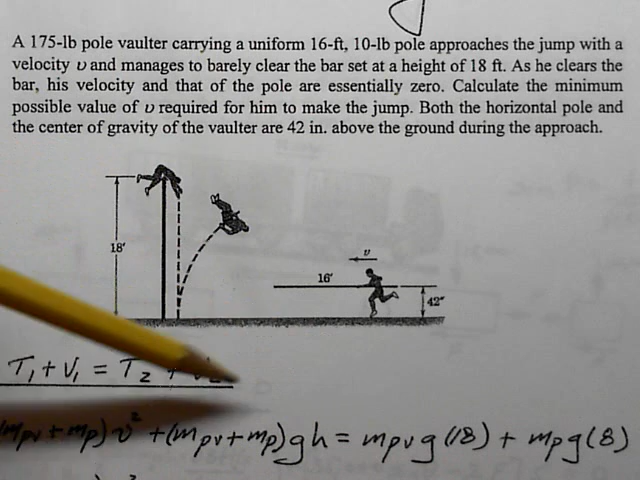 A 175-lb pole vaulter carrying a uniform 16-ft, 10-lb pole approaches the jump with a
velocity υ and manages to barely clear the bar set at a height of 18 ft. As he clears the
bar, his velocity and that of the pole are essentially zero. Calculate the minimum
possible value of υ required for him to make the jump. Both the horizontal pole and
the center of gravity of the vaulter are 42 in. above the ground during the approach.
18'
υ
16'
42"
T₁ + V₁ = T₂ +
(mpv + mp) v² + (mpv + mp) g h = mpv g (18) + mp g (8)